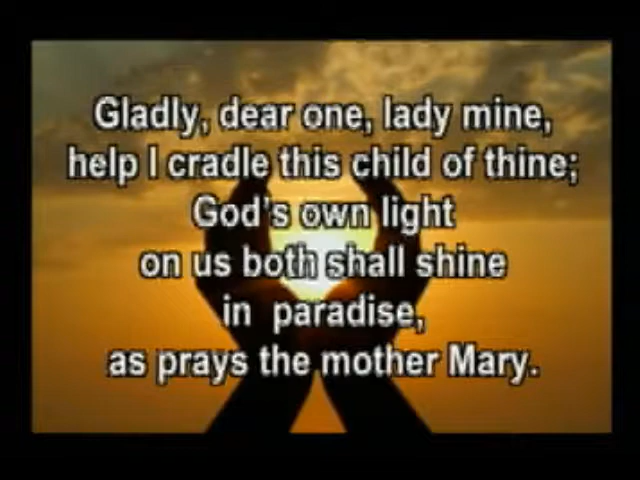 Gladly, dear one, lady mine,
help I cradle this child of thine;
God's own light
on us both shall shine
in paradise,
as prays the mother Mary.